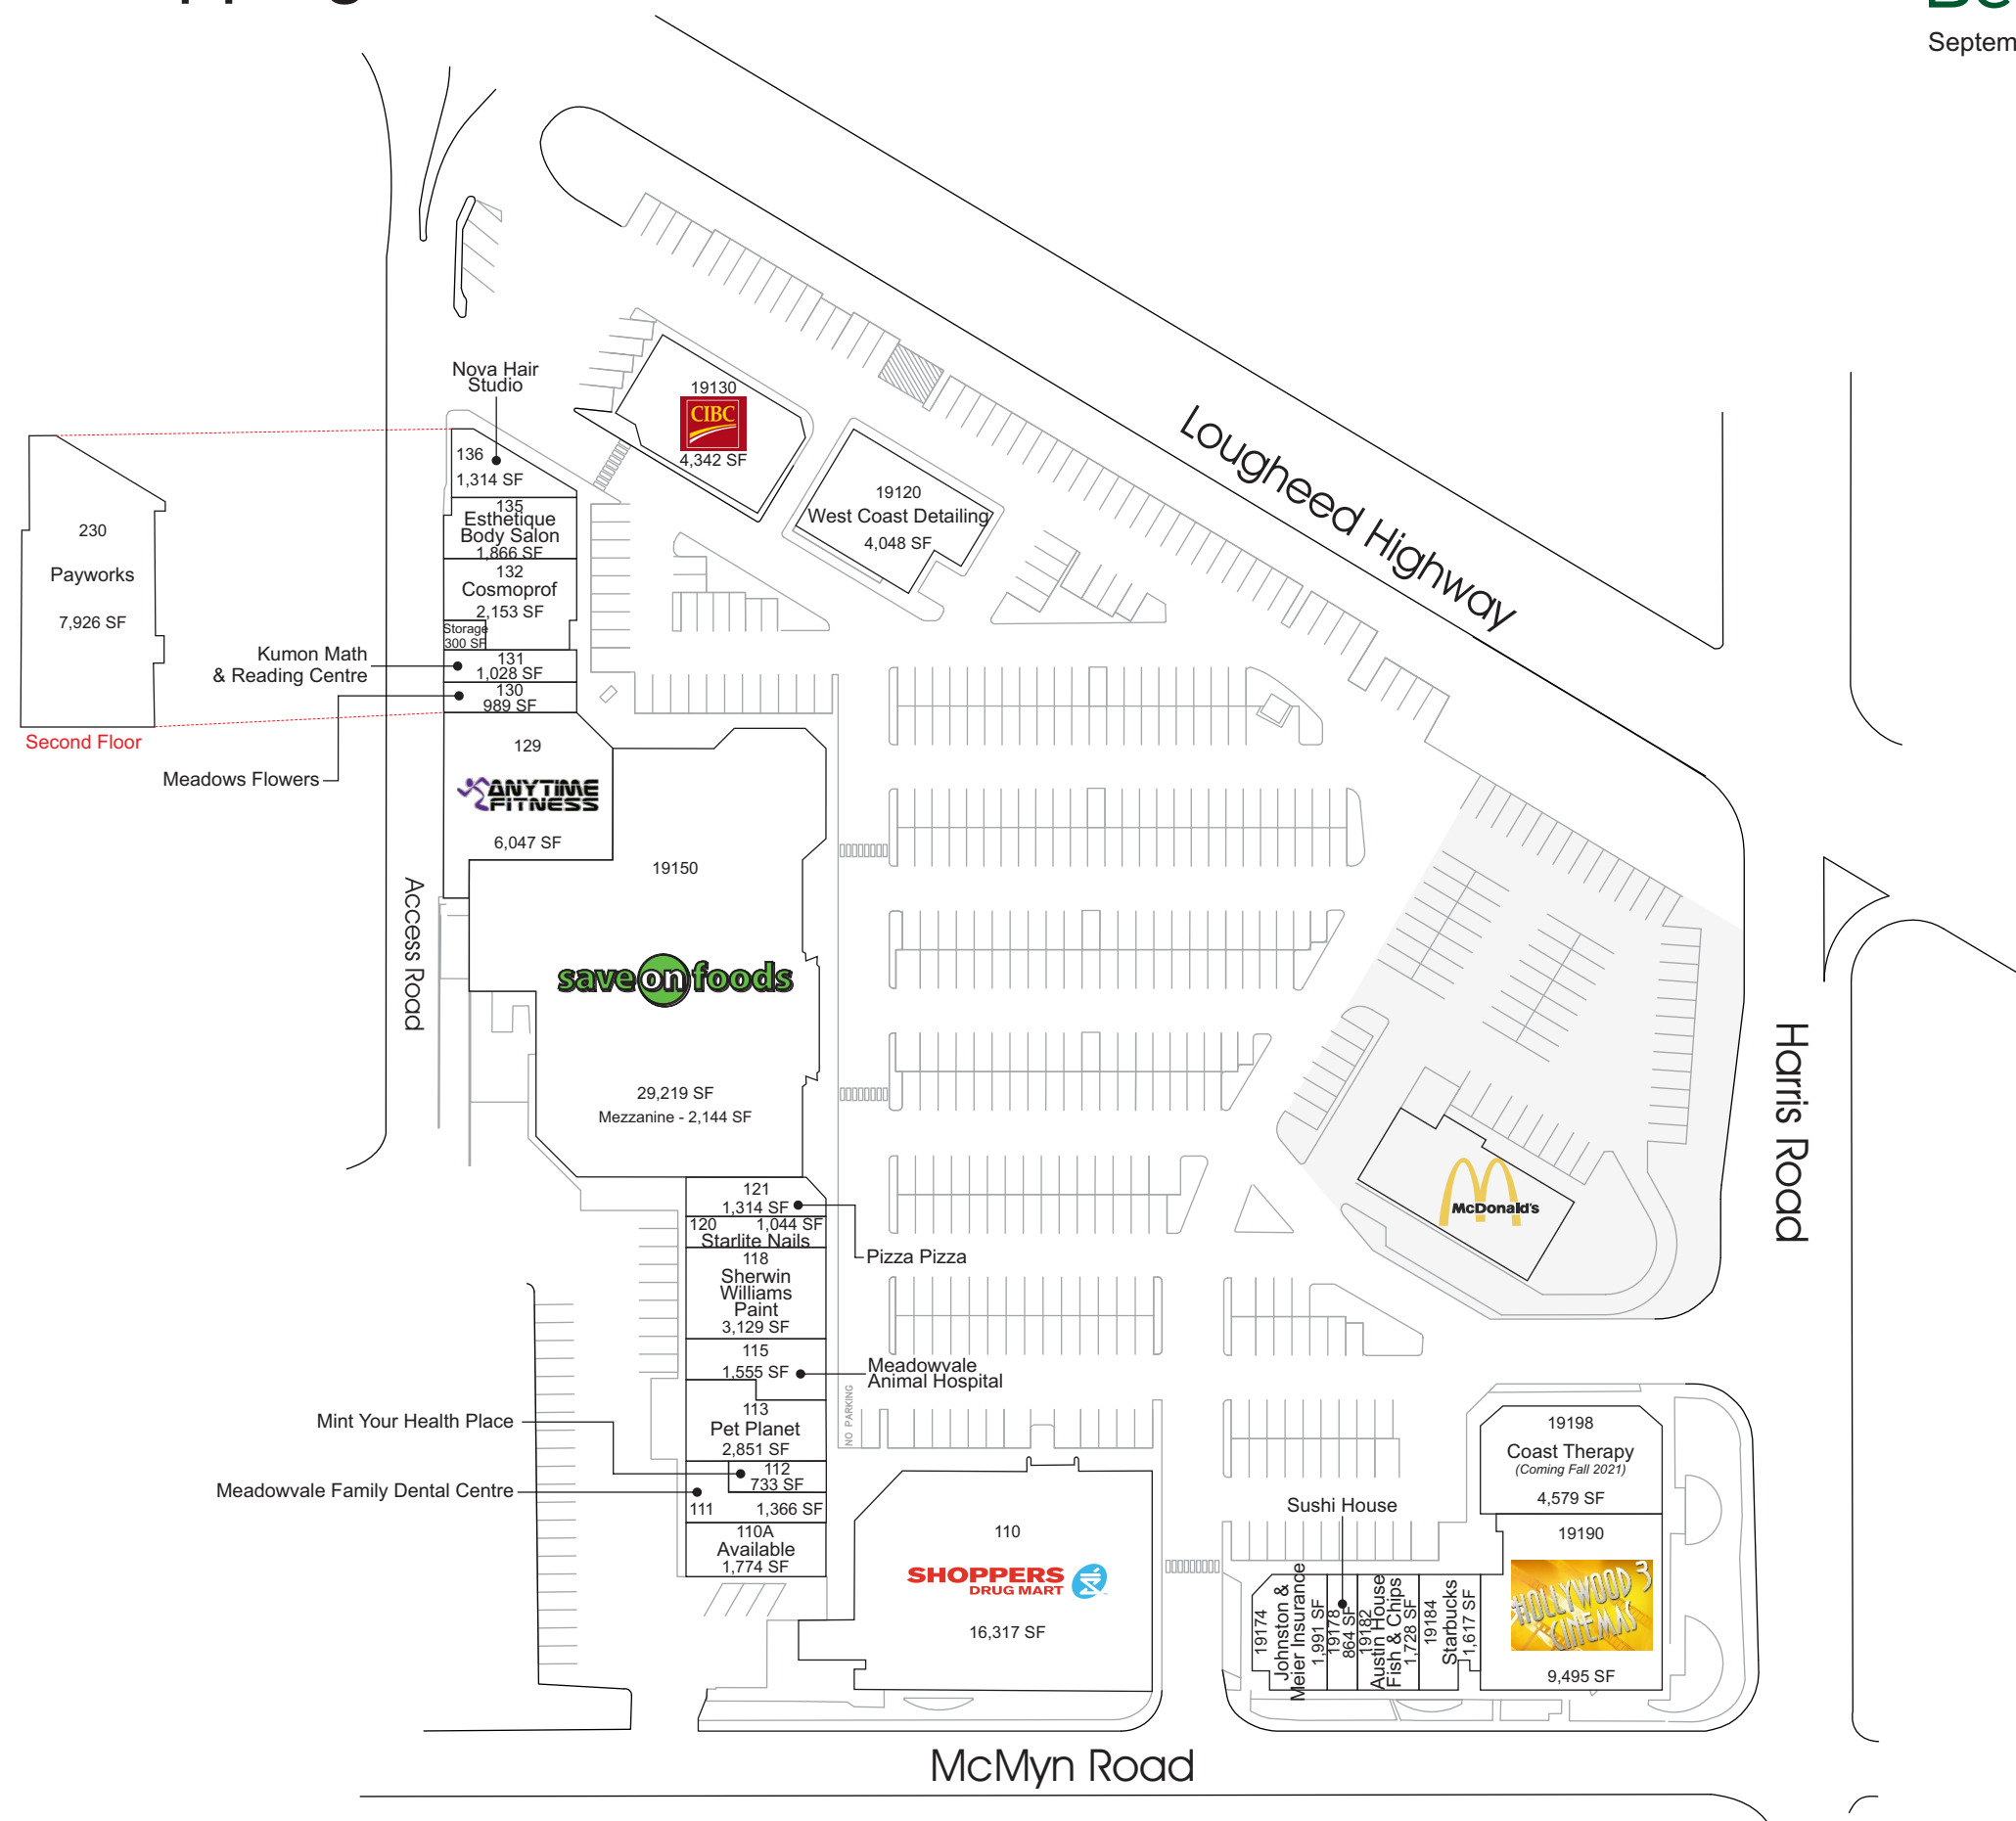 Septem
Lougheed Highway
Nova Hair
Studio
136
1,314 SF
135
Esthetique
Body Salon
1,866 SF
132
Cosmoprof
2,153 SF
Storage
300 SF
131
1,028 SF
130
989 SF
Kumon Math
& Reading Centre
Meadows Flowers
230
Payworks
7,926 SF
Second Floor
19130
CIBC
4,342 SF
19120
West Coast Detailing
4,048 SF
129
ANYTIME
FITNESS
6,047 SF
19150
save on foods
29,219 SF
Mezzanine - 2,144 SF
Access Road
Harris Road
McDonald's
121
1,314 SF
Pizza Pizza
120 1,044 SF
Starlite Nails
118
Sherwin
Williams
Paint
3,129 SF
115
1,555 SF
Meadowvale
Animal Hospital
NO PARKING
113
Pet Planet
2,851 SF
Mint Your Health Place
112
733 SF
Meadowvale Family Dental Centre
111 1,366 SF
110A
Available
1,774 SF
110
SHOPPERS
DRUG MART
16,317 SF
Sushi House
19174
Johnston &
Meier Insurance
1,991 SF
19178
864 SF
19182
Austin House
Fish & Chips
1,728 SF
19184
Starbucks
1,617 SF
19198
Coast Therapy
(Coming Fall 2021)
4,579 SF
19190
HOLLYWOOD 3
CINEMAS
9,495 SF
McMyn Road